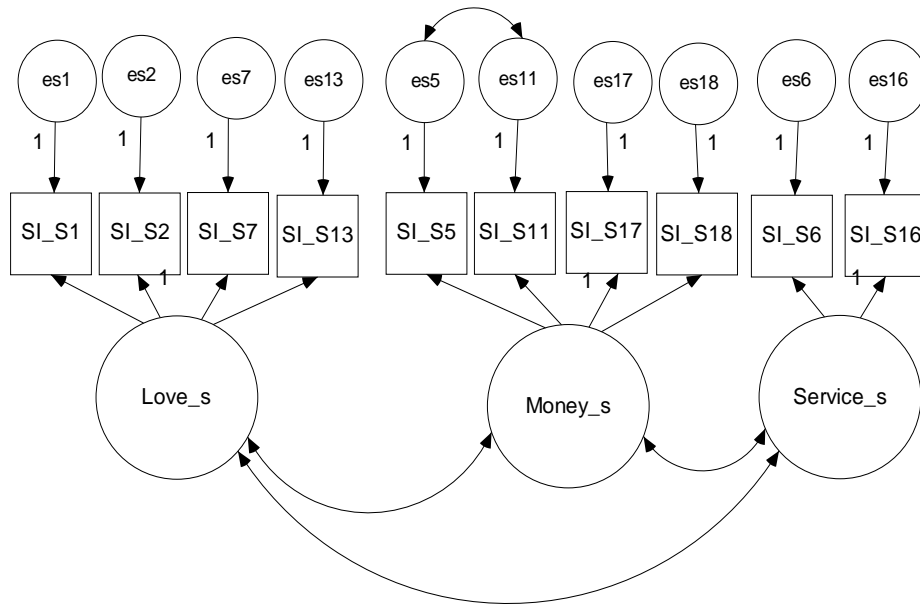 es1 es2 es7 es13 es5 es11 es17 es18 es6 es16
1 1 1 1 1 1 1 1 1 1
SI_S1 SI_S2 SI_S7 SI_S13 SI_S5 SI_S11 SI_S17 SI_S18 SI_S6 SI_S16
1 1 1
Love_s Money_s Service_s